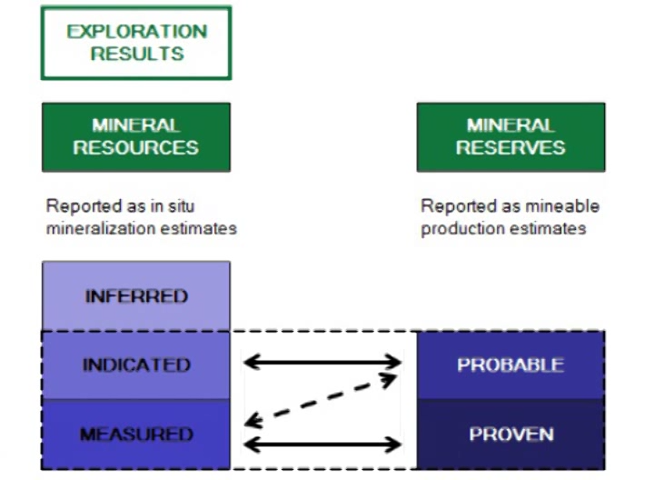 EXPLORATION
RESULTS
MINERAL
RESOURCES
MINERAL
RESERVES
Reported as in situ
mineralization estimates
Reported as mineable
production estimates
INFERRED
INDICATED
PROBABLE
MEASURED
PROVEN